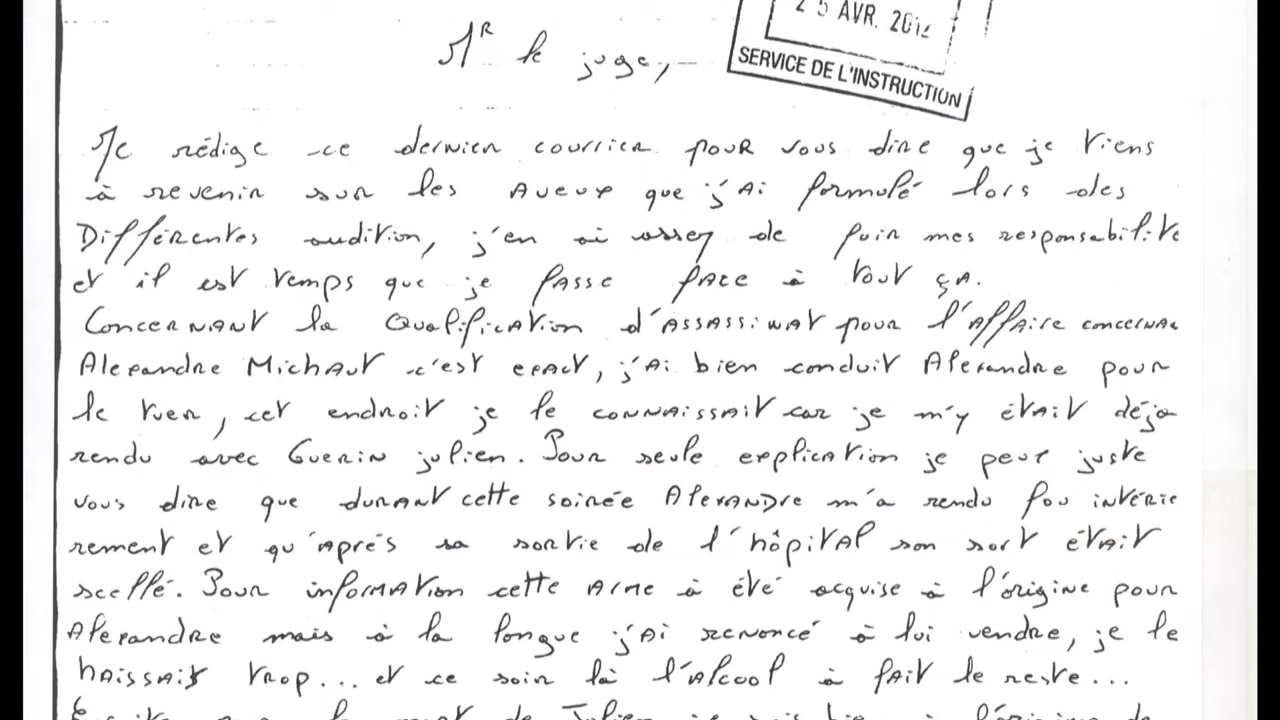 25 AVR. 2012
SERVICE DE L'INSTRUCTION
Mr le juge,
Je rédige ce dernier courrier pour vous dire que je tiens
à revenir sur les aveux que j'ai formulé lors des
Différentes audition, j'en ai assez de fuir mes responsabilité
et il est temps que je fasse face à tout ça.
Concernant la Qualification d'assassinat pour l'affaire concernant
Alexandre Michaut c'est exact, j'ai bien conduit Alexandre pour
le tuer, cet endroit je le connaissait car je m'y était déjà
rendu avec Guerin julien. Pour seule explication je peux juste
vous dire que durant cette soirée Alexandre m'a rendu fou intérie
rement et qu'aprés sa sortie de l'hôpital son sort était
scellé. Pour information cette arme à été acquise à l'origine pour
Alexandre mais à la longue j'ai renoncé à lui vendre, je le
haissait trop... et ce soir là l'alcool à fait le reste...